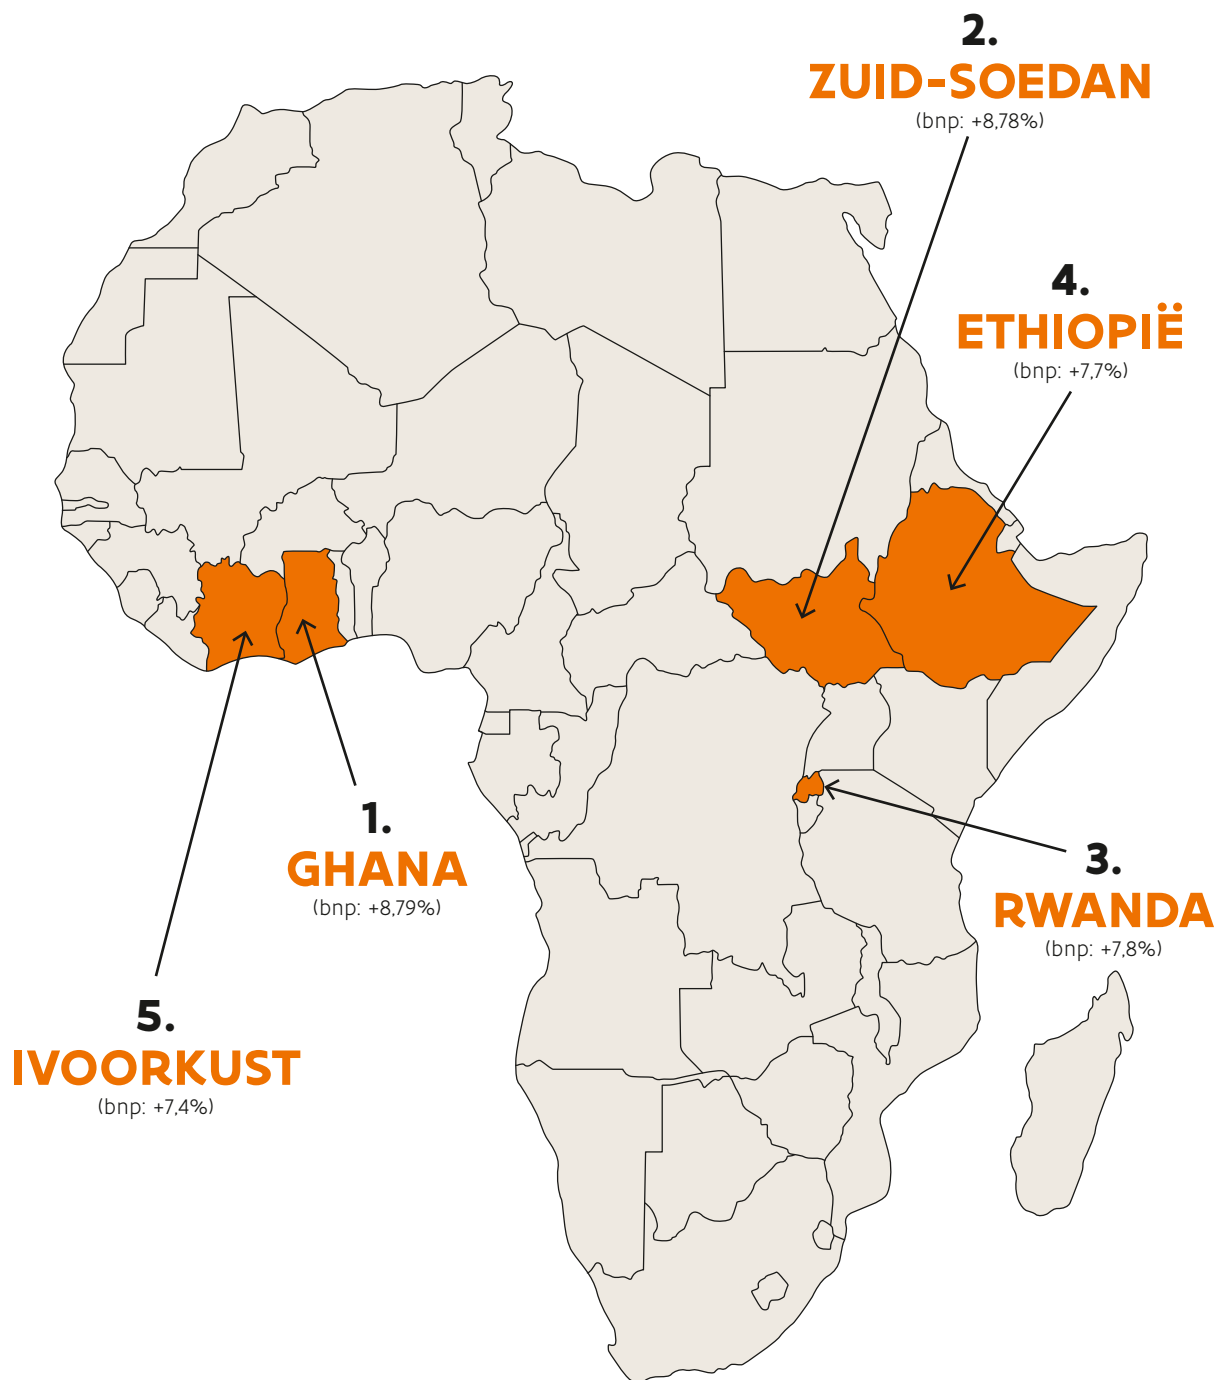 2.
ZUID-SOEDAN
(bnp: +8,78%)
4.
ETHIOPIË
(bnp: +7,7%)
1.
GHANA
(bnp: +8,79%)
3.
RWANDA
(bnp: +7,8%)
5.
IVOORKUST
(bnp: +7,4%)